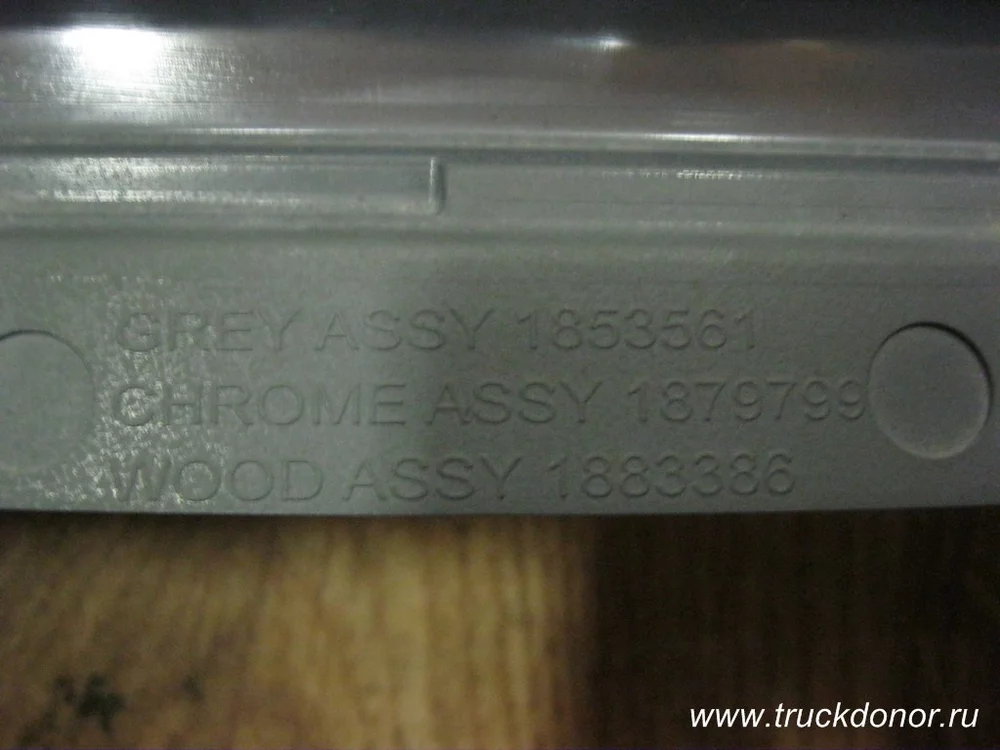 GREY ASSY 1853561
CHROME ASSY 1879799
WOOD ASSY 1883386
www.truckdonor.ru